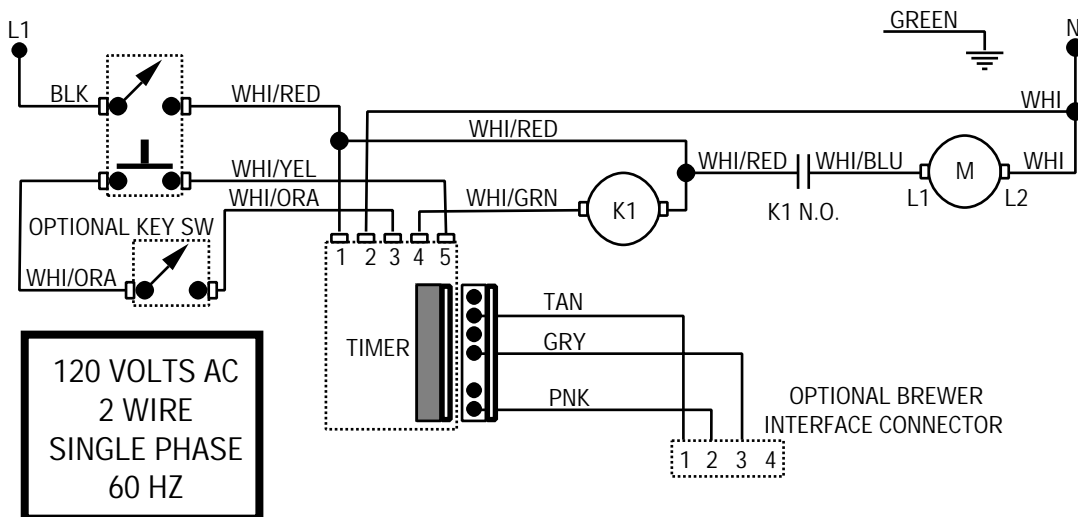 L1
GREEN
N
BLK
WHI/RED
WHI
WHI/RED
WHI/YEL
WHI/RED
WHI/BLU
M
WHI
L1
L2
WHI/ORA
WHI/GRN
K1
K1 N.O.
OPTIONAL KEY SW
1 2 3 4 5
WHI/ORA
TIMER
TAN
GRY
PNK
OPTIONAL BREWER
INTERFACE CONNECTOR
1 2 3 4
120 VOLTS AC
2 WIRE
SINGLE PHASE
60 HZ